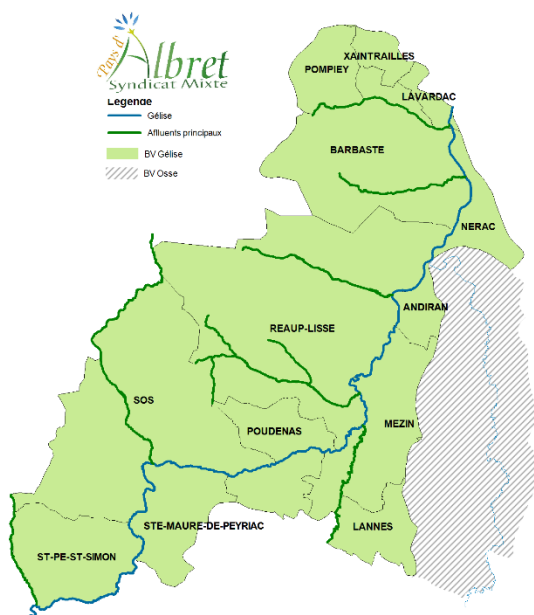 Pays d'
Albret
Syndicat Mixte
Légende
Gélise
Affluents principaux
BV Gélise
BV Osse
XAINTRAILLES
POMPIEY
LAVARDAC
BARBASTE
NERAC
ANDIRAN
REAUP-LISSE
SOS
MEZIN
POUDENAS
STE-MAURE-DE-PEYRIAC
LANNES
ST-PE-ST-SIMON